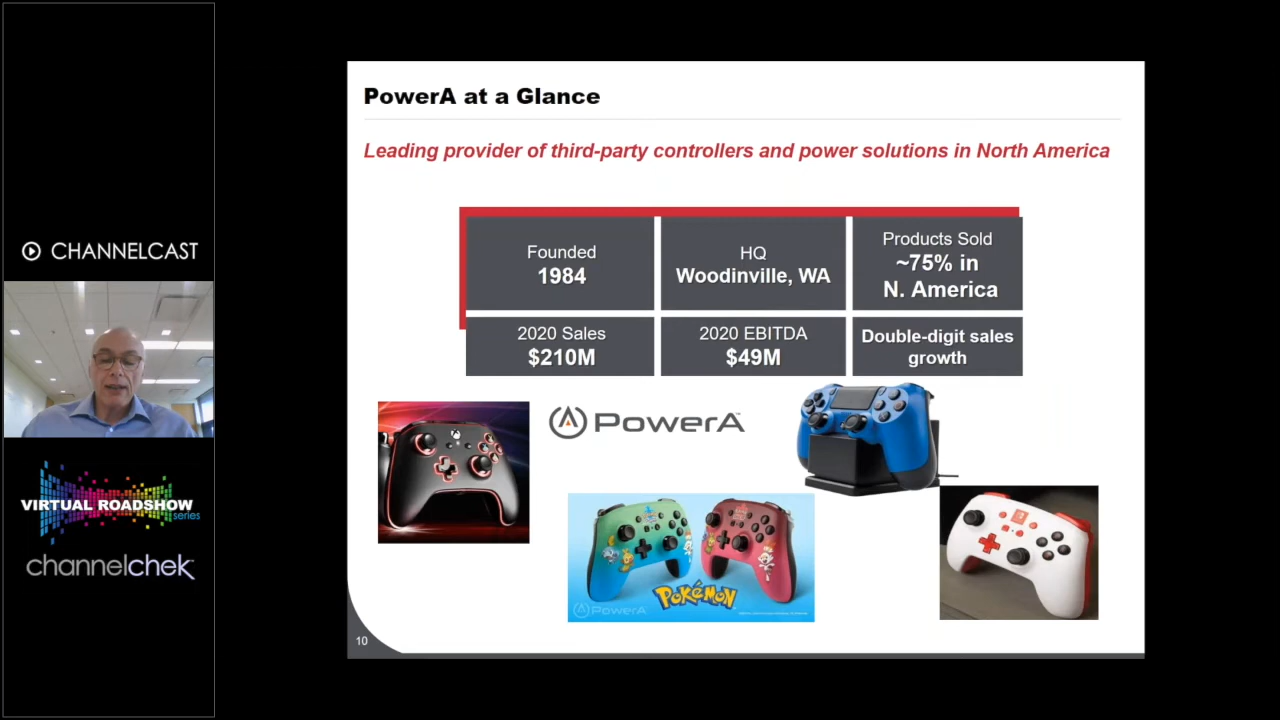 PowerA at a Glance
Leading provider of third-party controllers and power solutions in North America
Founded
1984
HQ
Woodinville, WA
Products Sold
~75% in
N. America
2020 Sales
$210M
2020 EBITDA
$49M
Double-digit sales
growth
PowerA™
Pokémon
PowerA
10
CHANNELCAST
VIRTUAL ROADSHOW
series
channelchek